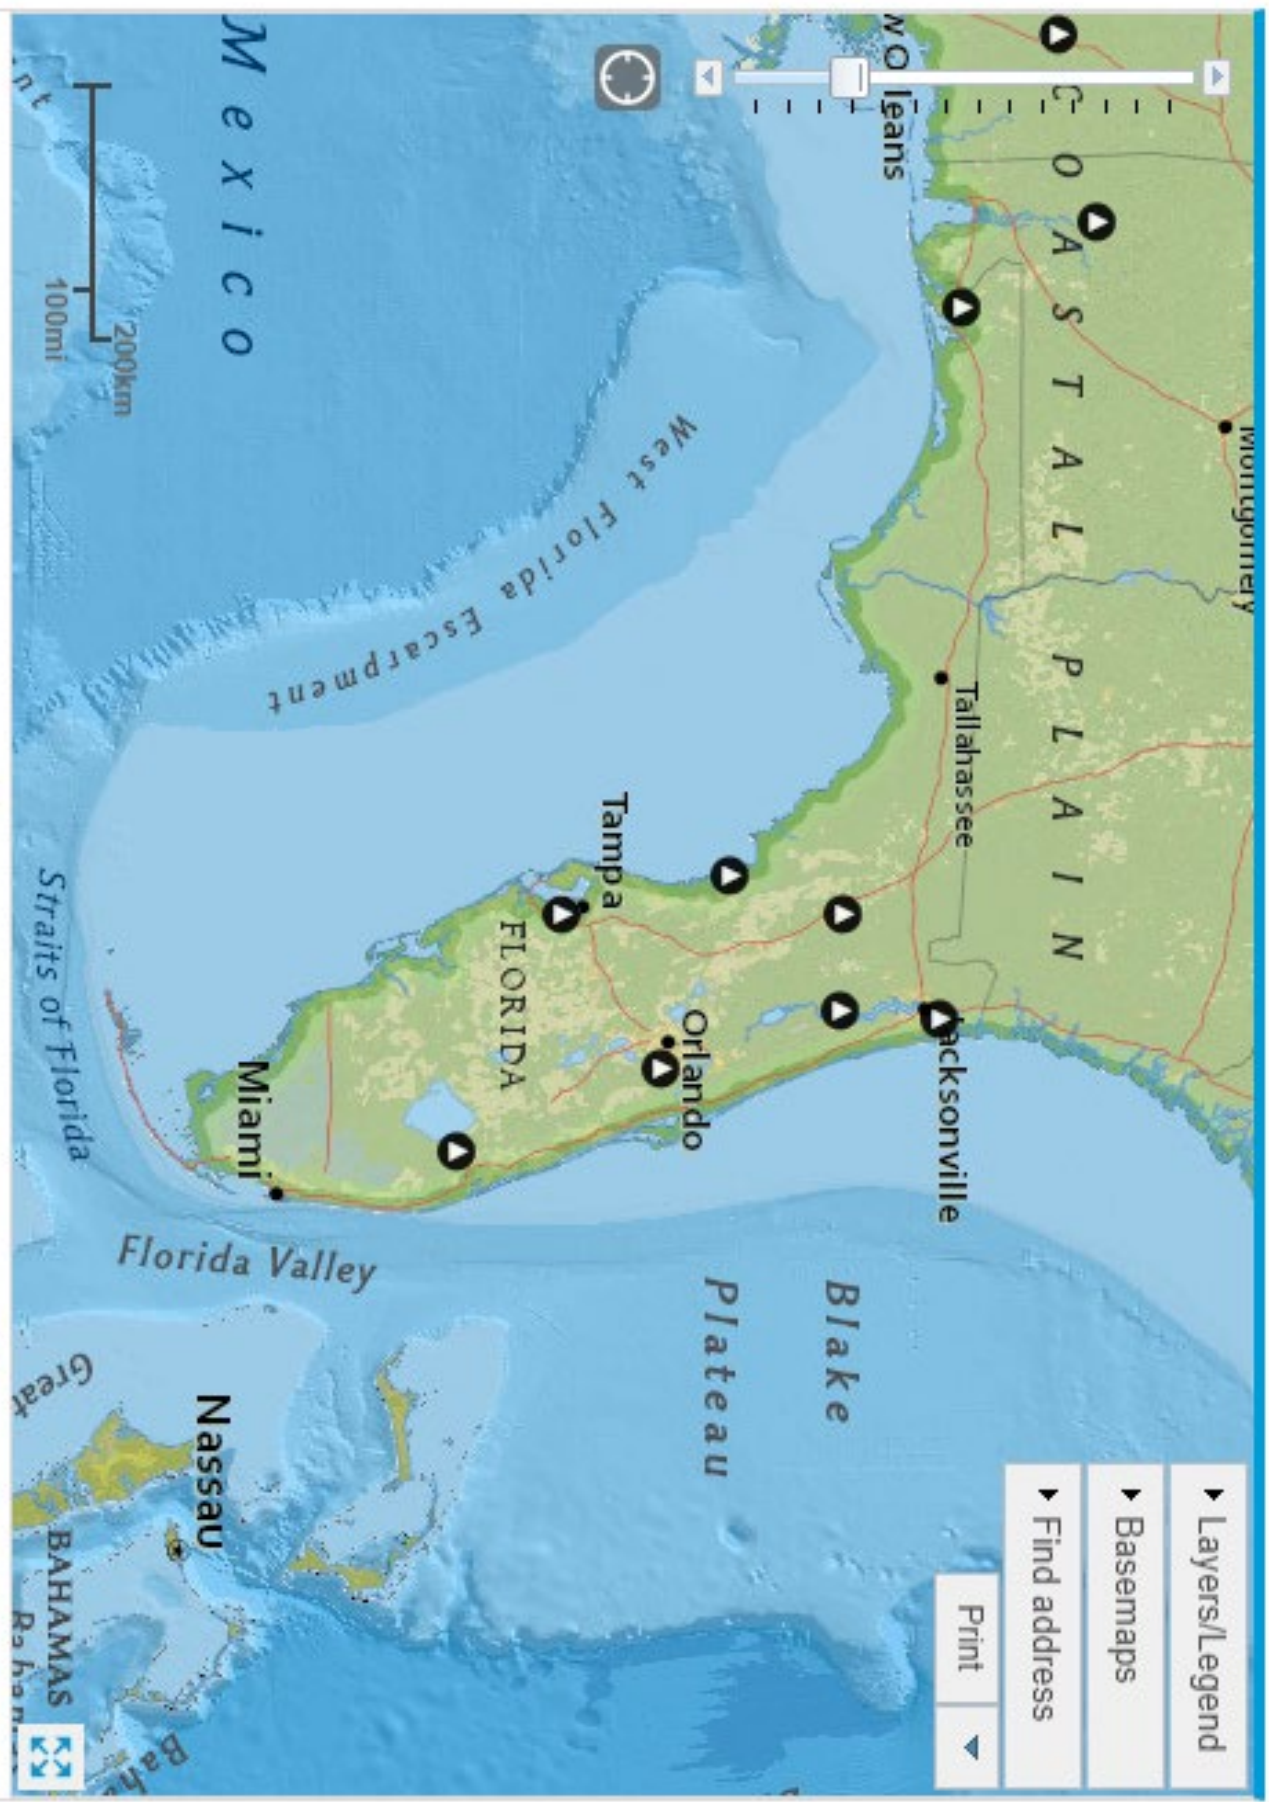 Layers/Legend
Basemaps
Find address
Print
Montgomery
COASTAL PLAIN
w Orleans
Tallahassee
Jacksonville
Mexico
West Florida Escarpment
Tampa
Orlando
FLORIDA
Blake
Plateau
Miami
Florida Valley
Straits of Florida
200km
100mi
Great
Nassau
BAHAMAS